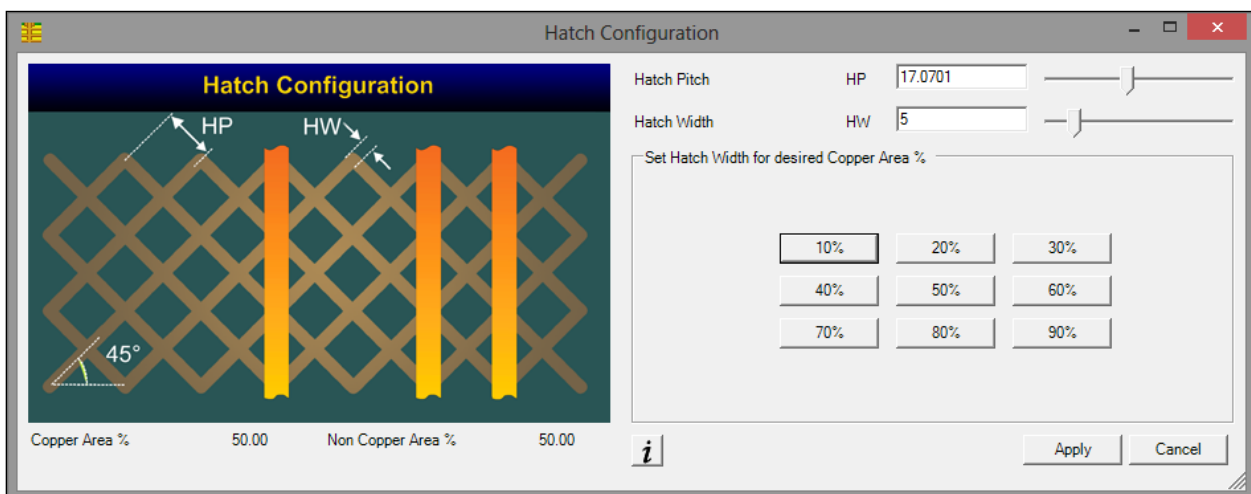 Hatch Configuration
Hatch Configuration
HP
HW
45°
Copper Area % 50.00 Non Copper Area % 50.00
Hatch Pitch HP 17.0701
Hatch Width HW 5
Set Hatch Width for desired Copper Area %
10% 20% 30%
40% 50% 60%
70% 80% 90%
i
Apply Cancel